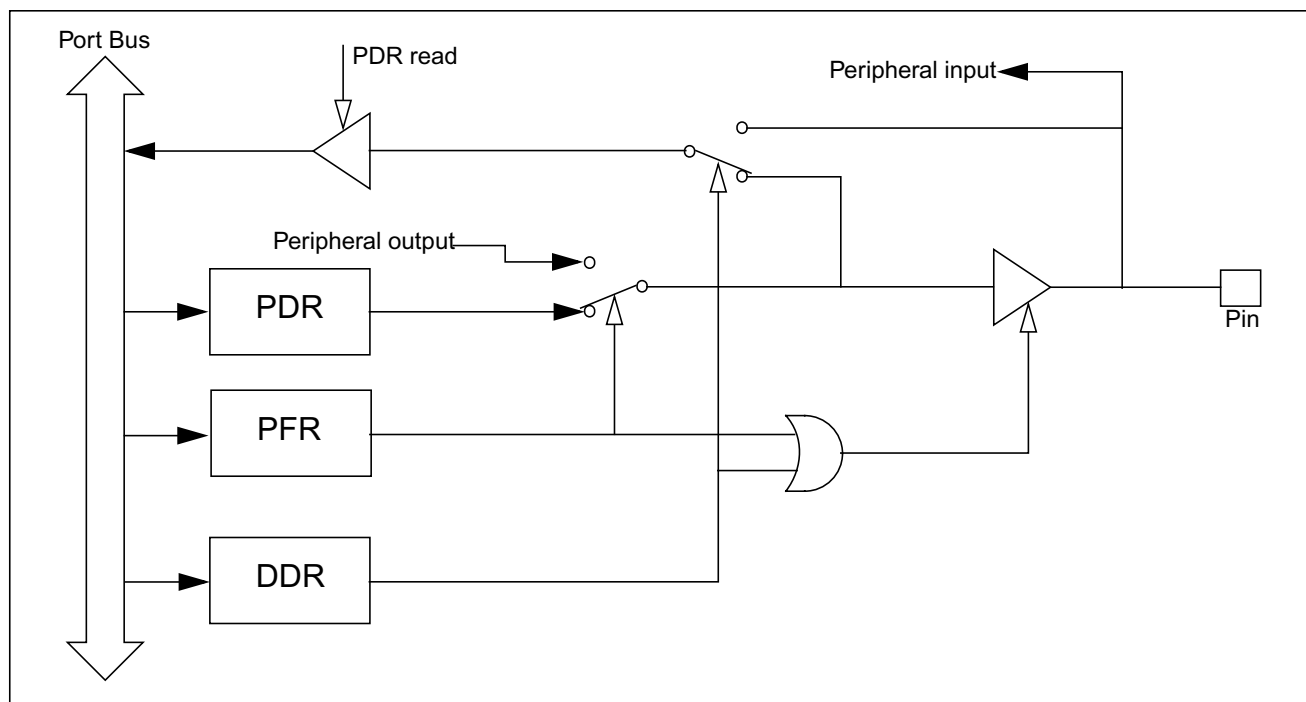 Port Bus
PDR read
Peripheral input
Peripheral output
PDR
Pin
PFR
DDR